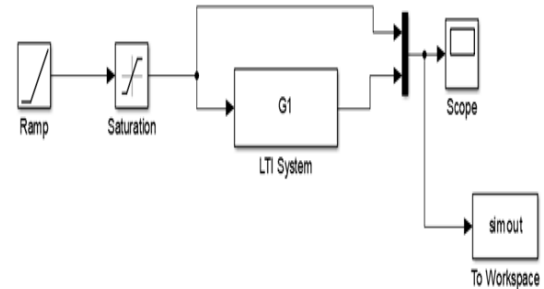 Ramp
Saturation
G1
LTI System
Scope
simout
To Workspace